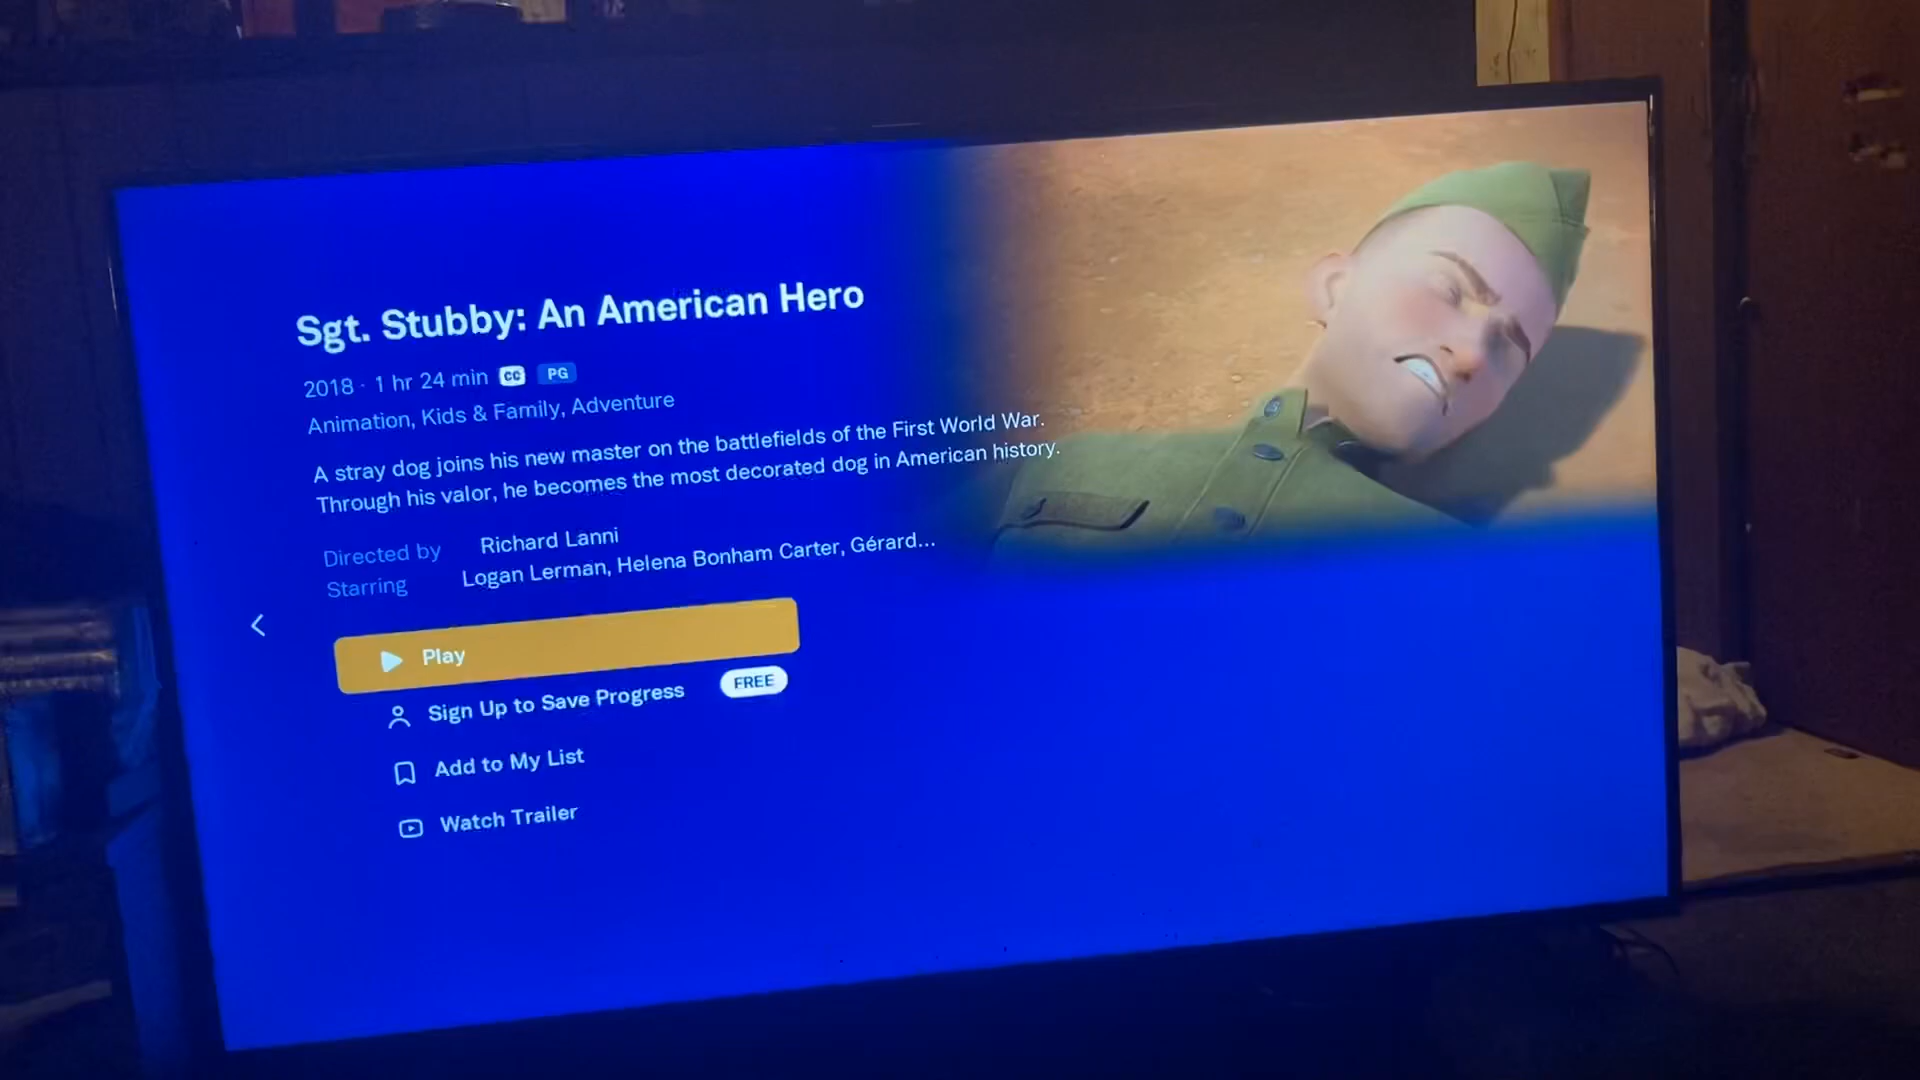 Sgt. Stubby: An American Hero
2018 · 1 hr 24 min CC PG
Animation, Kids & Family, Adventure
A stray dog joins his new master on the battlefields of the First World War.
Through his valor, he becomes the most decorated dog in American history.
Directed by Richard Lanni
Starring Logan Lerman, Helena Bonham Carter, Gérard...
Play
Sign Up to Save Progress FREE
Add to My List
Watch Trailer